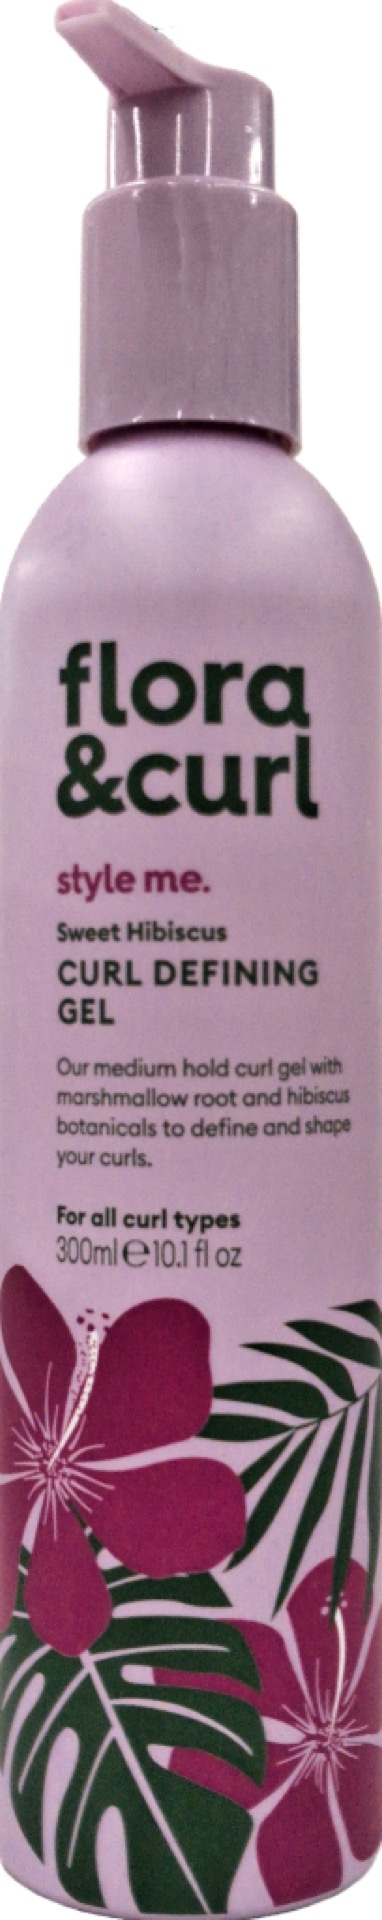 flora
&curl
style me.
Sweet Hibiscus
CURL DEFINING
GEL
Our medium hold curl gel with
marshmallow root and hibiscus
botanicals to define and shape
your curls.
For all curl types
300ml℮10.1 fl oz